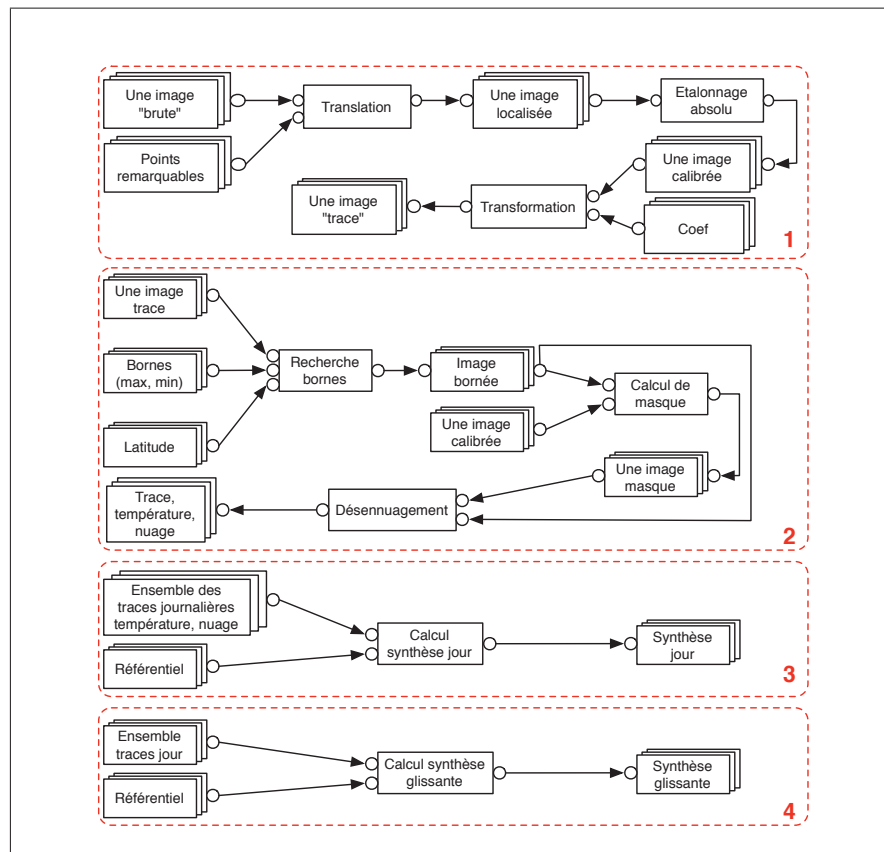 Une image
"brute"
Translation
Une image
localisée
Etalonnage
absolu
Points
remarquables
Une image
calibrée
Une image
"trace"
Transformation
Coef
1
Une image
trace
Bornes
(max, min)
Recherche
bornes
Image
bornée
Calcul de
masque
Latitude
Une image
calibrée
Une image
masque
Trace,
température,
nuage
Désennuagement
2
Ensemble des
traces journalières
température, nuage
Calcul
synthèse jour
Synthèse
jour
Référentiel
3
Ensemble
traces jour
Calcul synthèse
glissante
Synthèse
glissante
Référentiel
4